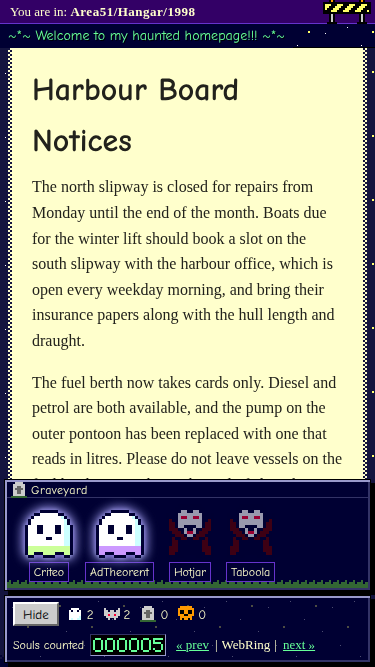 You are in: Area51/Hangar/1998
~*~ Welcome to my haunted homepage!!! ~*~
Harbour Board
Notices
The north slipway is closed for repairs from
Monday until the end of the month. Boats due
for the winter lift should book a slot on the
south slipway with the harbour office, which is
open every weekday morning, and bring their
insurance papers along with the hull length and
draught.
The fuel berth now takes cards only. Diesel and
petrol are both available, and the pump on the
outer pontoon has been replaced with one that
reads in litres. Please do not leave vessels on the
Graveyard
Criteo AdTheorent Hotjar Taboola
Hide 2 2 0 0
Souls counted 000005 « prev | WebRing | next »